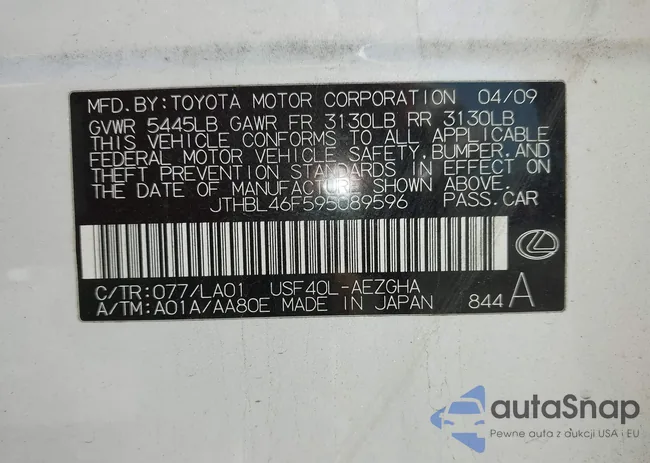 MFD. BY: TOYOTA MOTOR CORPORATION 04/09
GVWR 5445LB GAWR FR 3130LB RR 3130LB
THIS VEHICLE CONFORMS TO ALL APPLICABLE
FEDERAL MOTOR VEHICLE SAFETY, BUMPER, AND
THEFT PREVENTION STANDARDS IN EFFECT ON
THE DATE OF MANUFACTURE SHOWN ABOVE.
JTHBL46F595089596 PASS. CAR
C/TR: 077/LA01 USF40L-AEZGHA
A/TM: A01A/AA80E MADE IN JAPAN 844 A
autaSnap
Pewne auta z aukcji USA i EU